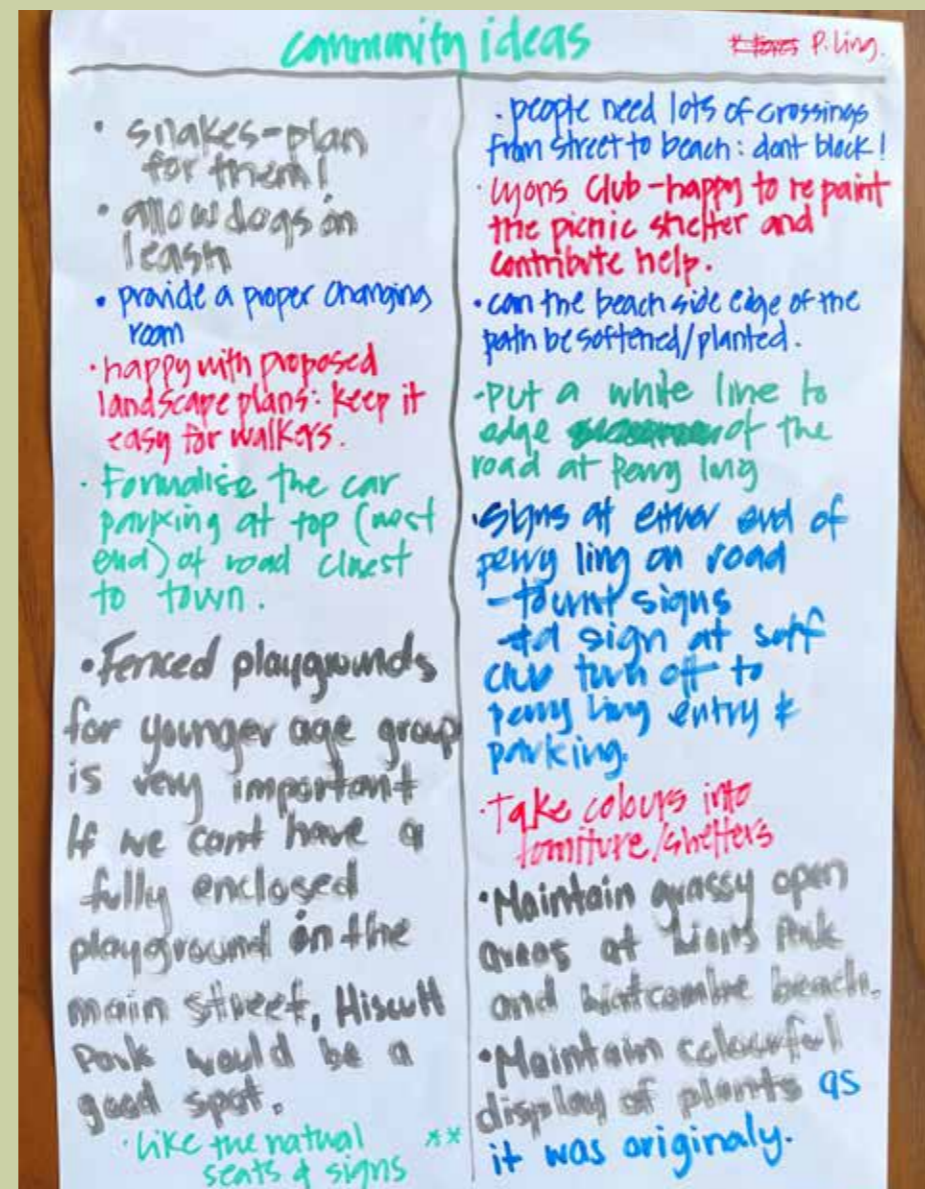 community ideas
P. Ling.
• snakes - plan
for them!
• allow dogs on
leash
• provide a proper changing
room
• happy with proposed
landscape plans: keep it
easy for walkers.
• Formalise the car
parking at top (west
end) of road closest
to town.
• Fenced playgrounds
for younger age group
is very important
If we cant have a
fully enclosed
playground in the
main street, Hiscutt
Park would be a
good spot.
• like the natural
seats & signs
• people need lots of crossings
from street to beach: dont block!
• Lyons Club - happy to repaint
the picnic shelter and
contribute help.
• can the beach side edge of the
path be softened/planted.
• Put a white line to
edge of the
road at Perry ling
• signs at either end of
perry ling on road
- tourist signs
sign at surf
club turn off to
perry ling entry &
parking.
• Take colours into
furniture/shelters
• Maintain grassy open
areas at Lions Park
and Watcombe beach.
• Maintain colourful
display of plants as
** it was originaly.